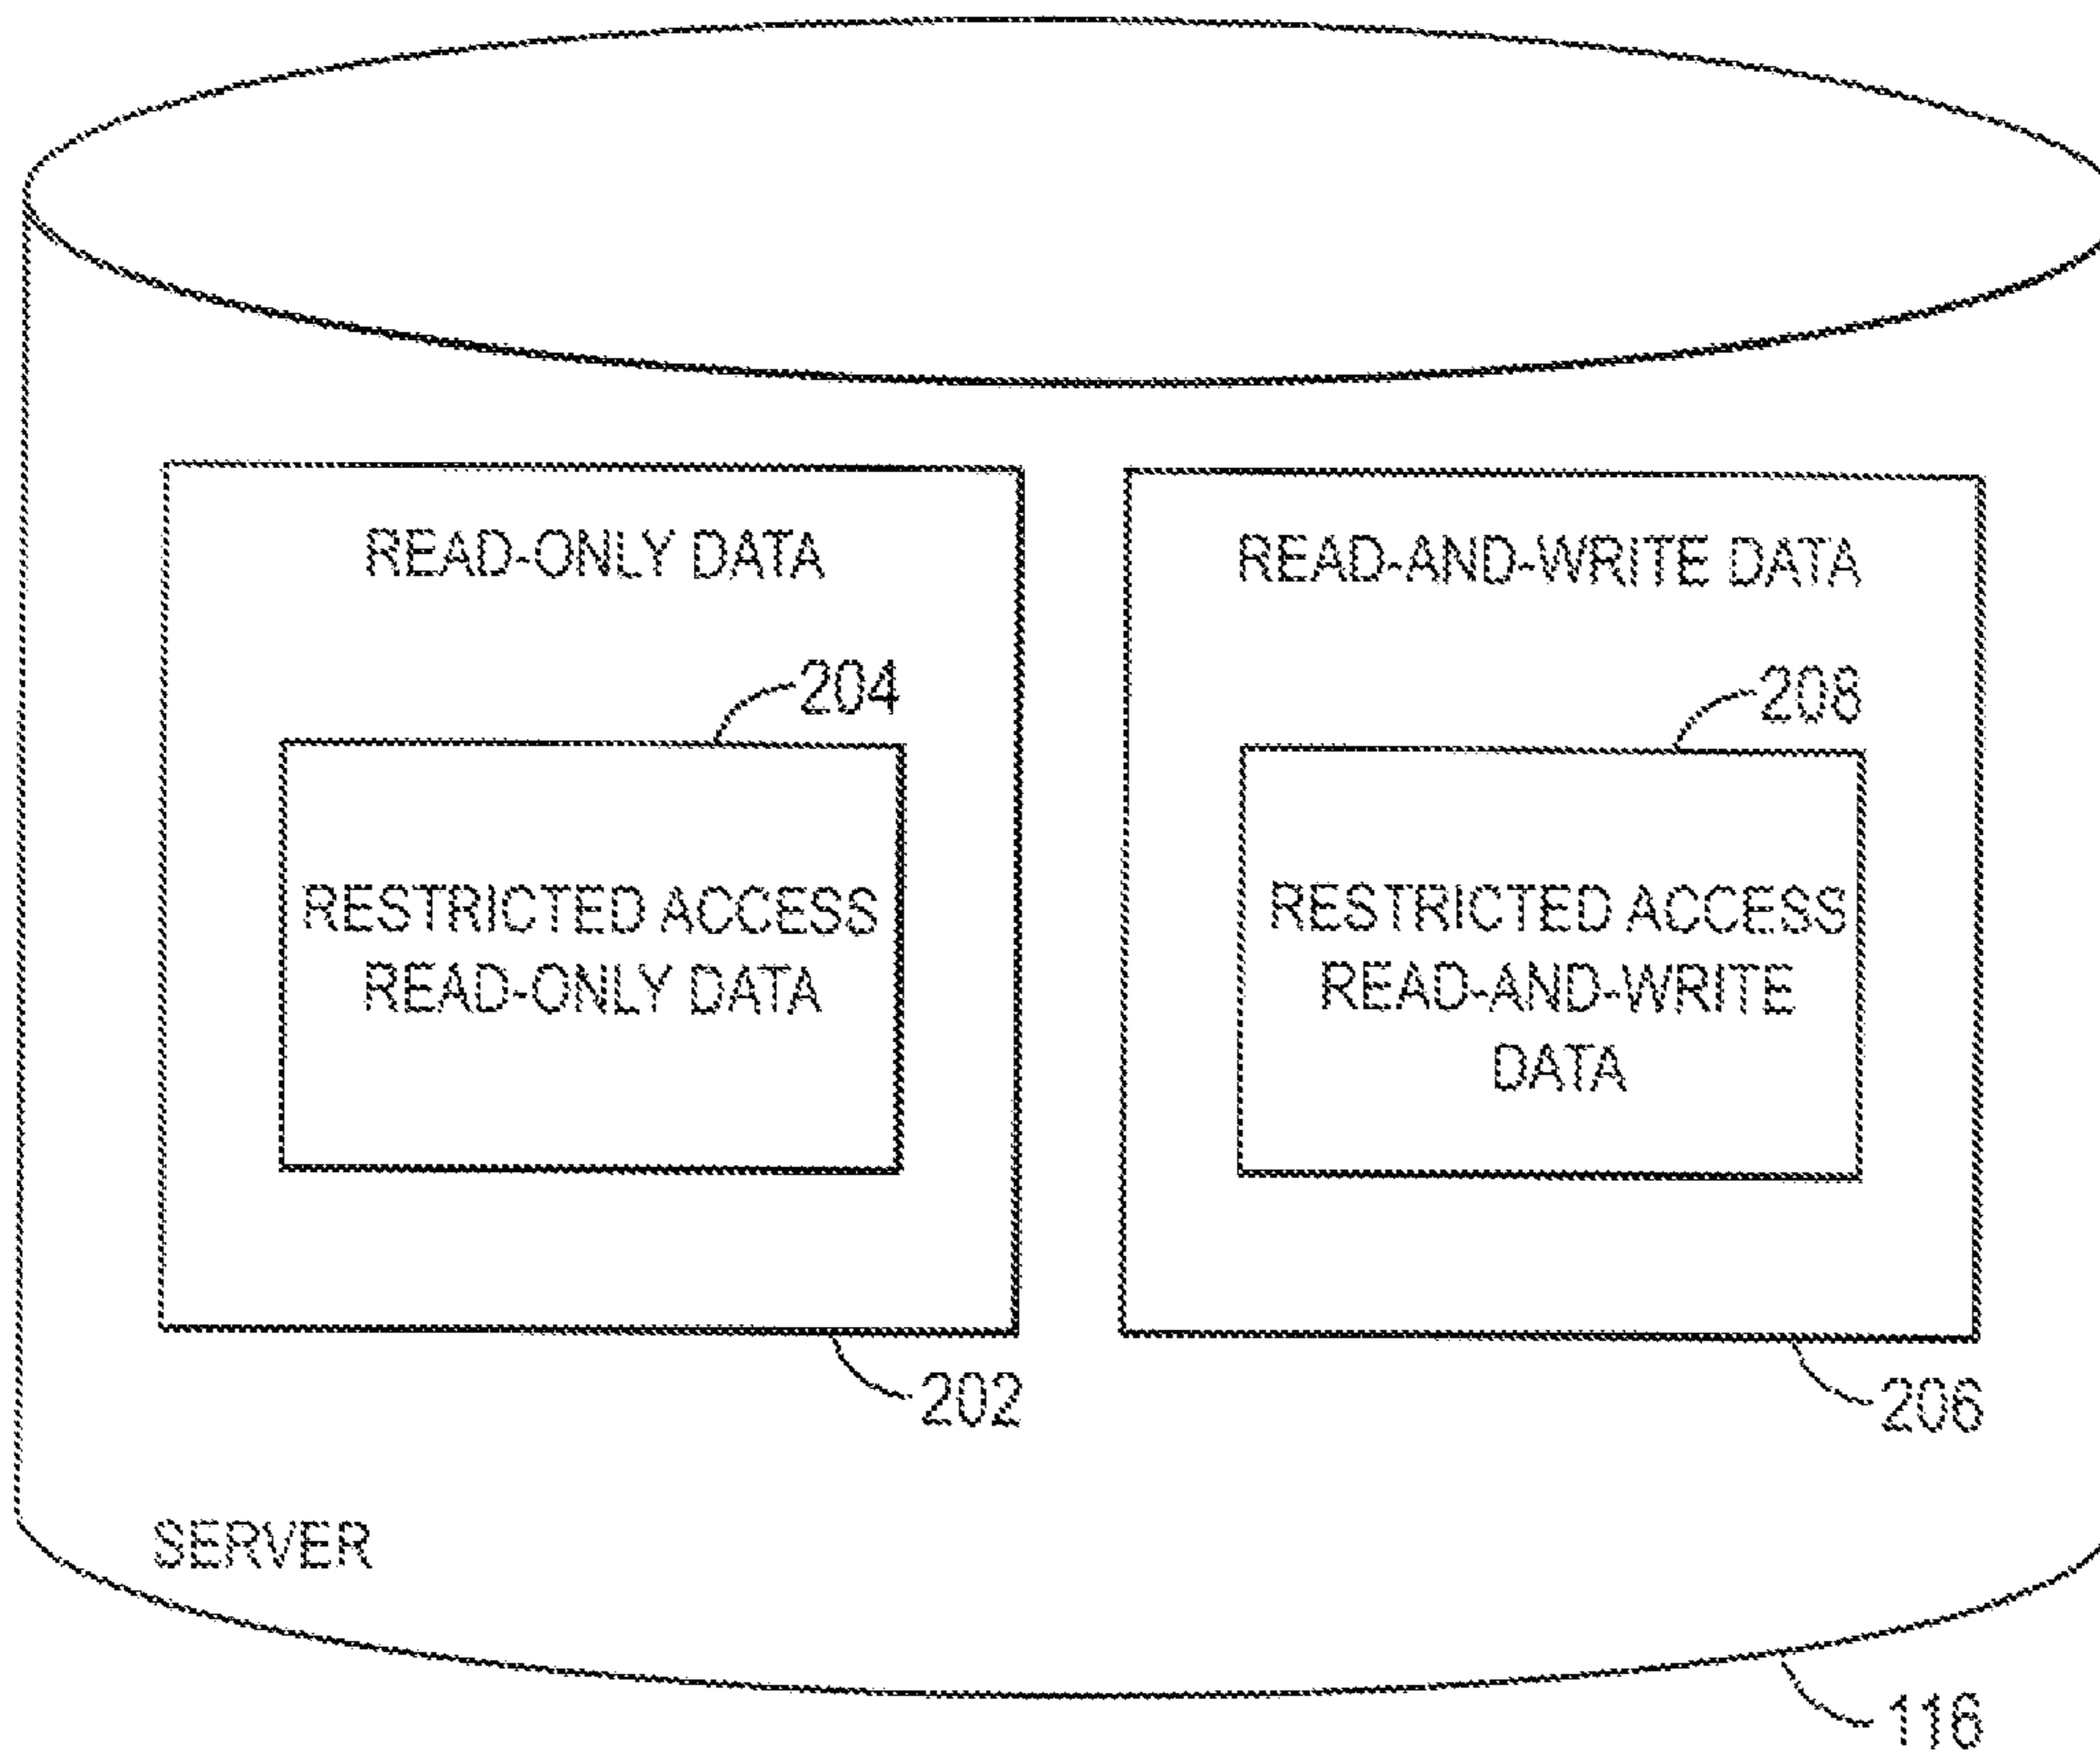 READ-ONLY DATA
204
RESTRICTED ACCESS
READ-ONLY DATA
202
READ-AND-WRITE DATA
208
RESTRICTED ACCESS
READ-AND-WRITE
DATA
206
SERVER
116